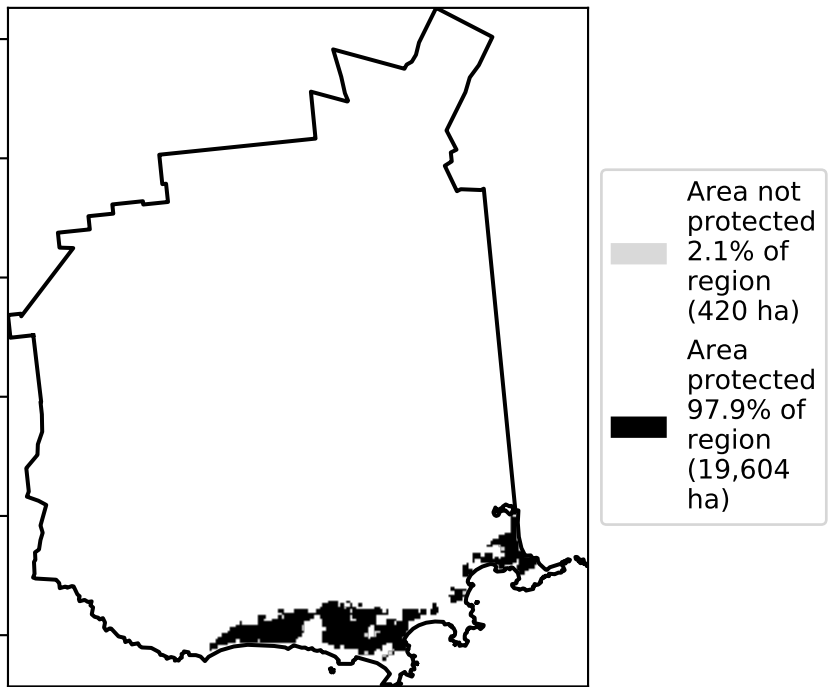 Area not
protected
2.1% of
region
(420 ha)
Area
protected
97.9% of
region
(19,604
ha)